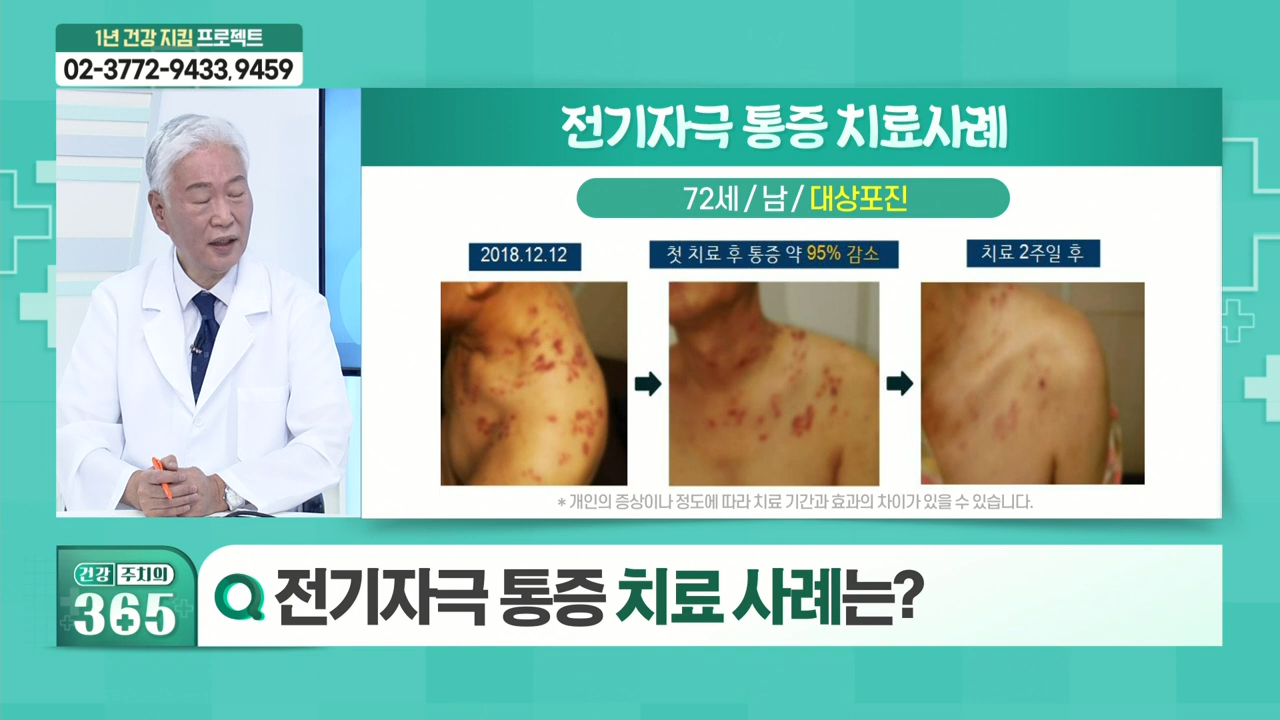 1년 건강 지킴 프로젝트
02-3772-9433, 9459
전기자극 통증 치료사례
72세 / 남 / 대상포진
2018.12.12
첫 치료 후 통증 약 95% 감소
치료 2주일 후
* 개인의 증상이나 정도에 따라 치료 기간과 효과의 차이가 있을 수 있습니다.
건강 주치의
365
Q 전기자극 통증 치료 사례는?